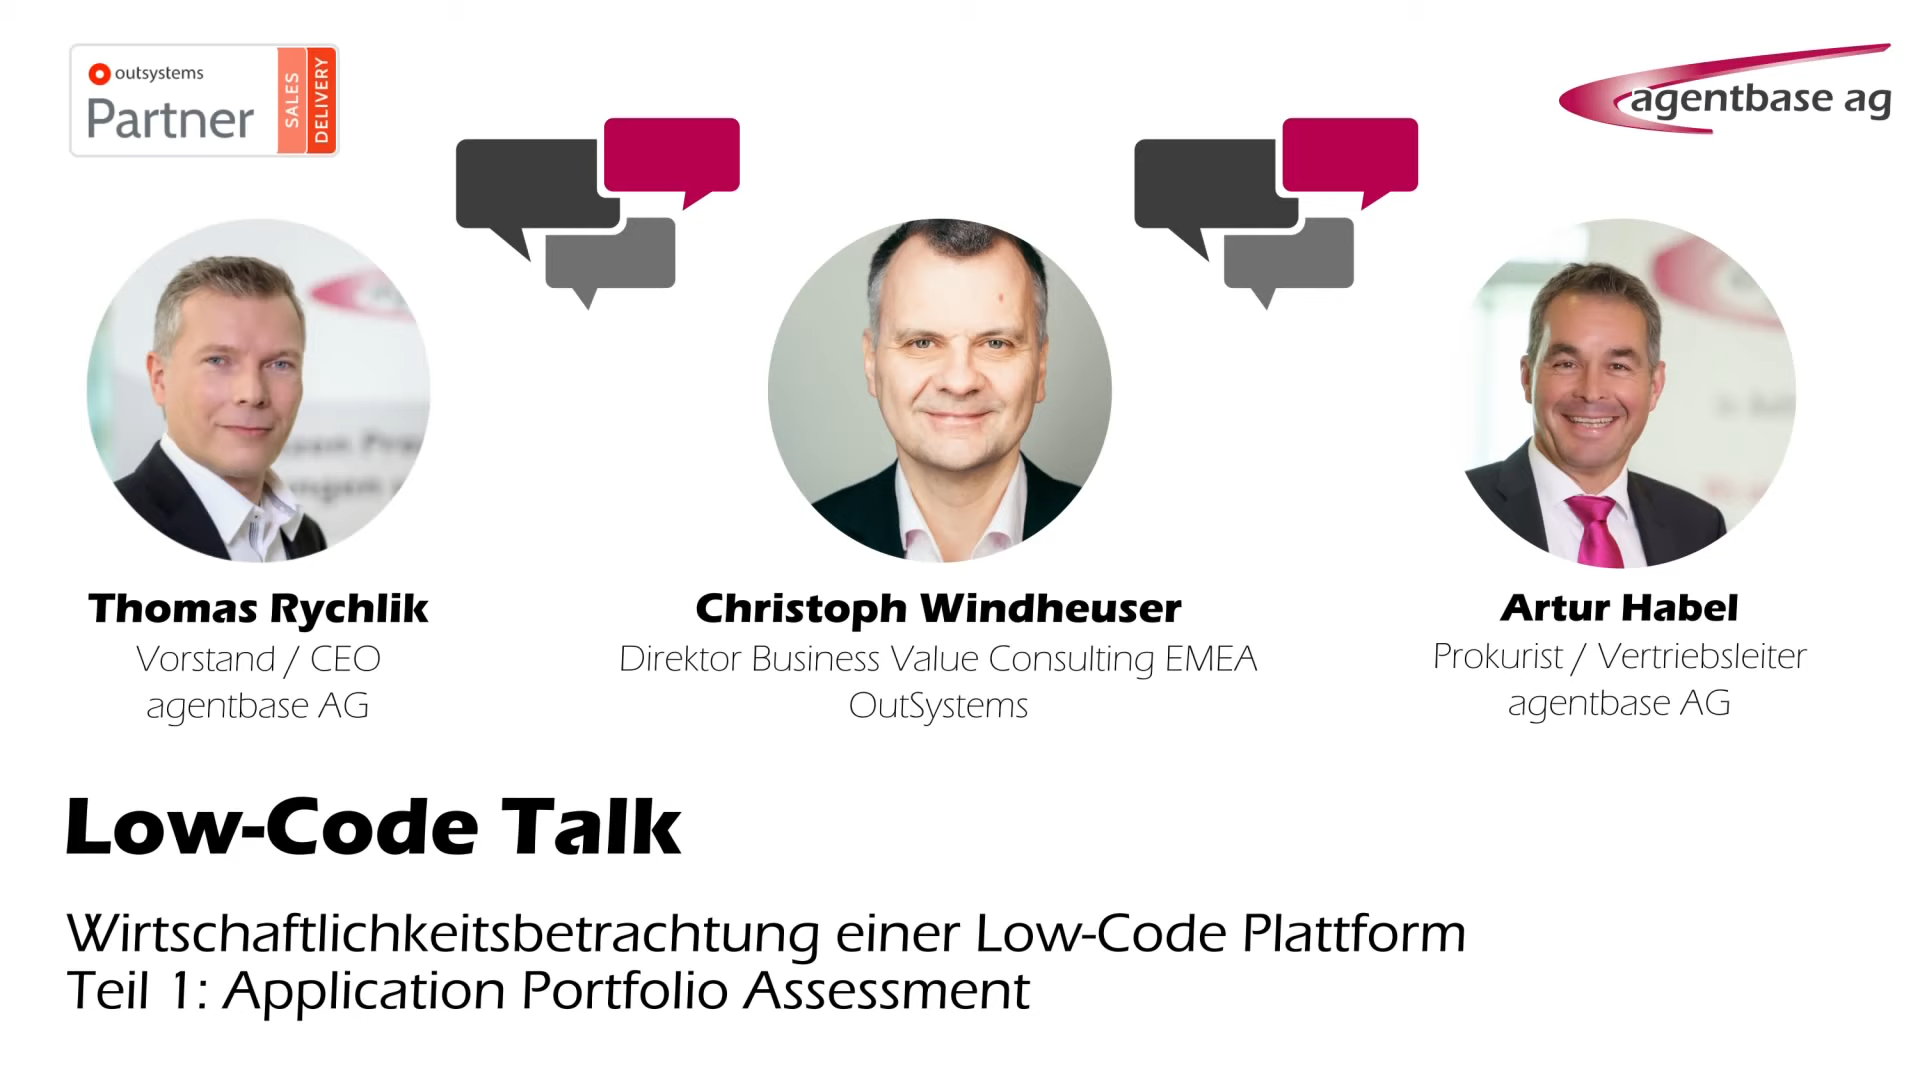 outsystems
Partner
SALES
DELIVERY
agentbase ag
Thomas Rychlik
Vorstand / CEO
agentbase AG
Christoph Windheuser
Direktor Business Value Consulting EMEA
OutSystems
Artur Habel
Prokurist / Vertriebsleiter
agentbase AG
Low-Code Talk
Wirtschaftlichkeitsbetrachtung einer Low-Code Plattform
Teil 1: Application Portfolio Assessment